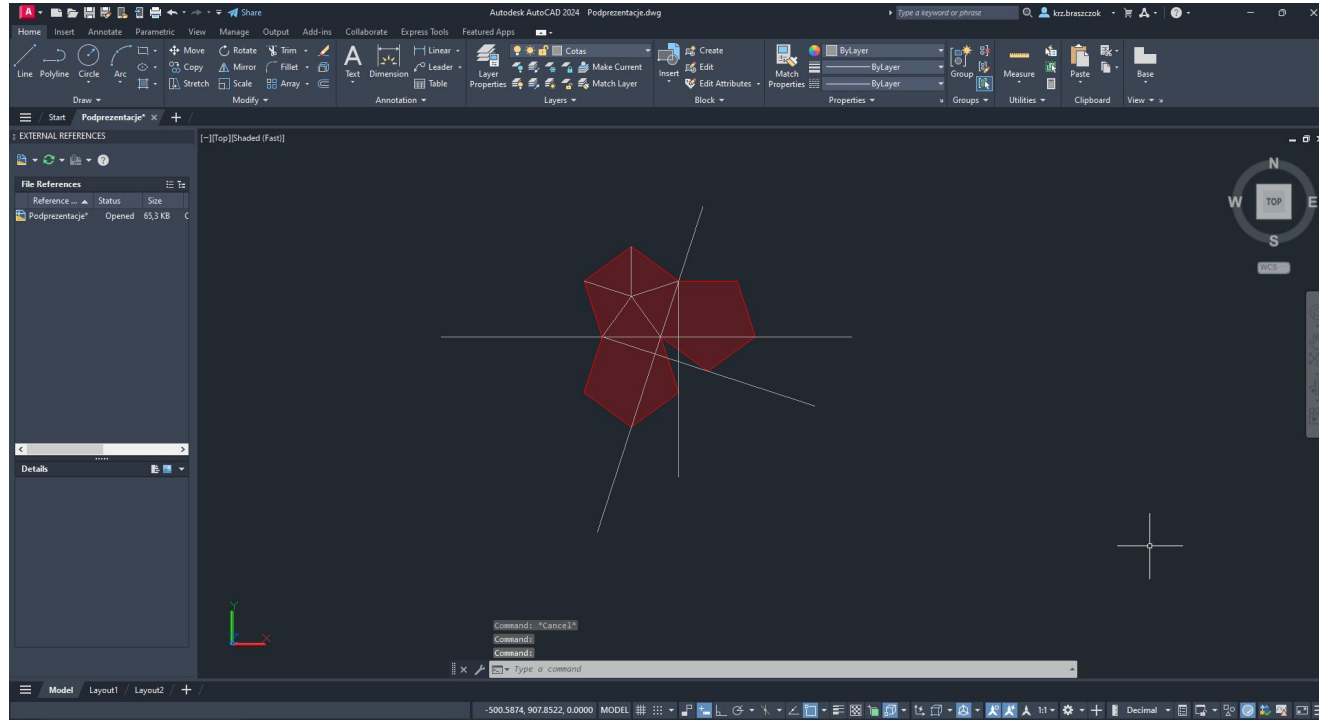 A Share Autodesk AutoCAD 2024 Podprezentacje.dwg Type a keyword or phrase krz.braszczok
Home Insert Annotate Parametric View Manage Output Add-ins Collaborate Express Tools Featured Apps
Line Polyline Circle Arc
Move Rotate Trim
Copy Mirror Fillet
Stretch Scale Array
Text Dimension
Linear
Leader
Table
Layer Properties
Cotas
Make Current
Match Layer
Insert
Create
Edit
Edit Attributes
Match Properties
ByLayer
ByLayer
ByLayer
Group
Measure
Paste
Base
Draw Modify Annotation Layers Block Properties Groups Utilities Clipboard View
Start Podprezentacje*
EXTERNAL REFERENCES
[−][Top][Shaded (Fast)]
File References
Reference ... Status Size
Podprezentacje* Opened 65,3 KB
N
W TOP E
S
WCS
Details
Y
X
Command: *Cancel*
Command:
Command:
Type a command
Model Layout1 Layout2
-500.5874, 907.8522, 0.0000 MODEL 1:1 Decimal